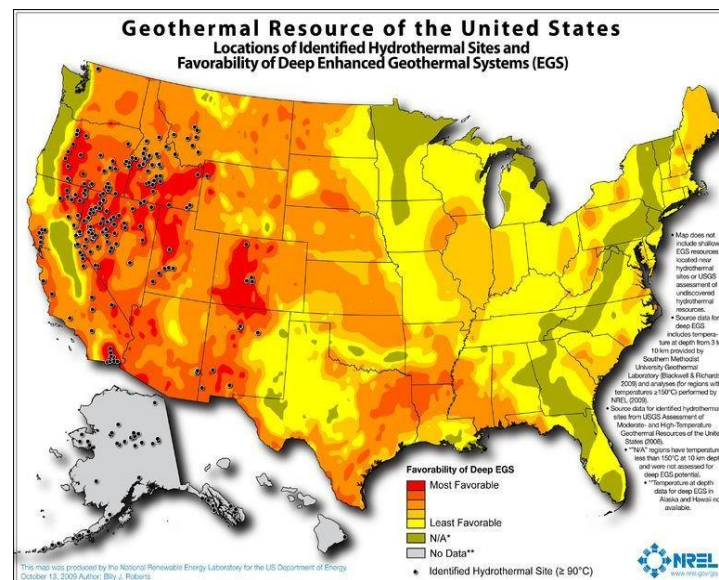 Geothermal Resource of the United States
Locations of Identified Hydrothermal Sites and
Favorability of Deep Enhanced Geothermal Systems (EGS)
• Map does not
include shallow
EGS resources
located near
hydrothermal
sites or USGS
assessment of
undiscovered
hydrothermal
resources.
• Source data for
deep EGS
includes tempera-
ture at depth from 3 to
10 km provided by
Southern Methodist
University Geothermal
Laboratory (Blackwell & Richards,
2009) and analyses (for regions with
temperatures ≥150°C) performed by
NREL (2009).
• Source data for identified hydrothermal
sites from USGS Assessment of
Moderate- and High-Temperature
Geothermal Resources of the United
States (2008).
• "N/A" regions have temperatures
less than 150°C at 10 km depth
and were not assessed for
deep EGS potential.
• **Temperature at depth
data for deep EGS in
Alaska and Hawaii not
available.
Favorability of Deep EGS
Most Favorable
Least Favorable
N/A*
No Data**
Identified Hydrothermal Site (≥ 90°C)
This map was produced by the National Renewable Energy Laboratory for the US Department of Energy.
October 13, 2009 Author: Billy J. Roberts
NREL
www.nrel.gov/gis